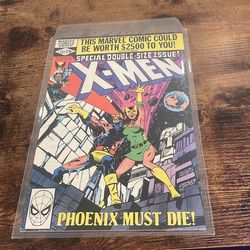 THIS MARVEL COMIC COULD
BE WORTH $2500 TO YOU!
SPECIAL DOUBLE-SIZE ISSUE!
X-MEN
PHOENIX MUST DIE!